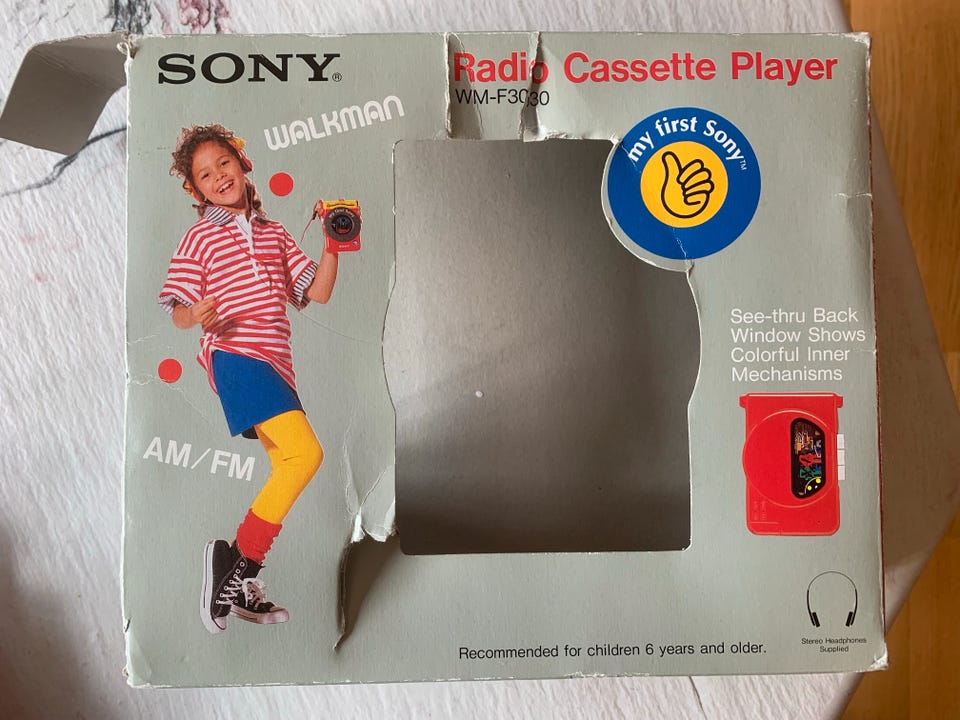 SONY®
Radio Cassette Player
WM-F3030
WALKMAN
my first Sony™
See-thru Back
Window Shows
Colorful Inner
Mechanisms
AM/FM
Stereo Headphones
Supplied
Recommended for children 6 years and older.